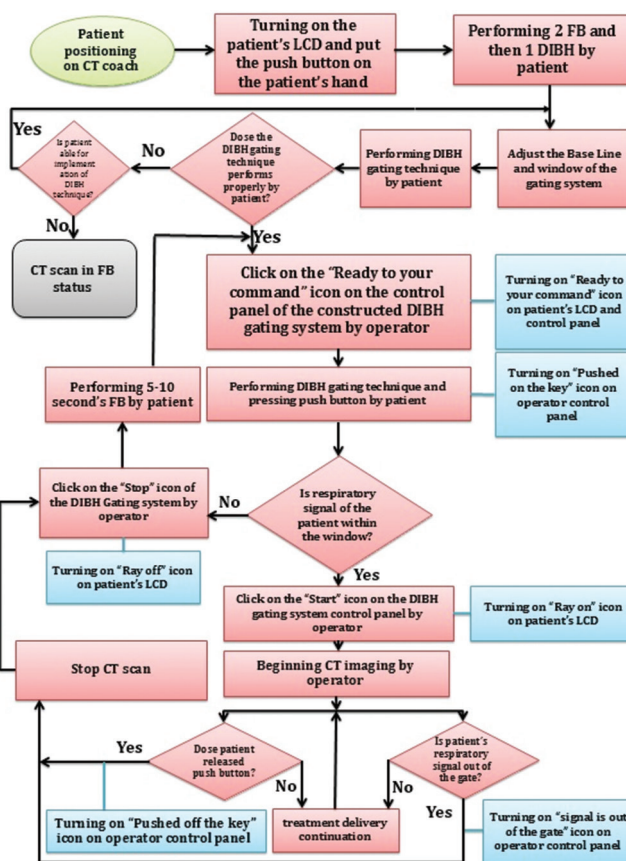 Patient
positioning
on CT coach
Turning on the
patient's LCD and put
the push button on
the patient's hand
Performing 2 FB and
then 1 DIBH by
patient
Yes
Is patient
able for
implement
ation of
DIBH
technique?
No
Dose the
DIBH gating
technique
performs
properly by
patient?
Performing DIBH
gating technique
by patient
Adjust the Base Line
and window of the
gating system
No
Yes
CT scan in FB
status
Click on the "Ready to your
command" icon on the control
panel of the constructed DIBH
gating system by operator
Turning on "Ready
to your
command" icon
on patient's LCD and
control panel
Performing 5-10
second's FB by patient
Performing DIBH gating technique and
pressing push button by patient
Turning on "Pushed
on the key" icon on
operator control
panel
Click on the "Stop" icon of
the DIBH Gating system by
operator
No
Is respiratory
signal of the
patient within
the window?
Turning on "Ray off" icon
on patient's LCD
Yes
Click on the "Start" icon on the DIBH
gating system control panel by
operator
Turning on "Ray on" icon
on patient's LCD
Stop CT scan
Beginning CT imaging by
operator
Yes
Dose patient
released
push button?
No
Is patient's
respiratory
signal out of
the gate?
No
Yes
Turning on "Pushed off the key"
icon on operator control panel
treatment delivery
continuation
Turning on "signal is out
of the gate" icon on
operator control panel